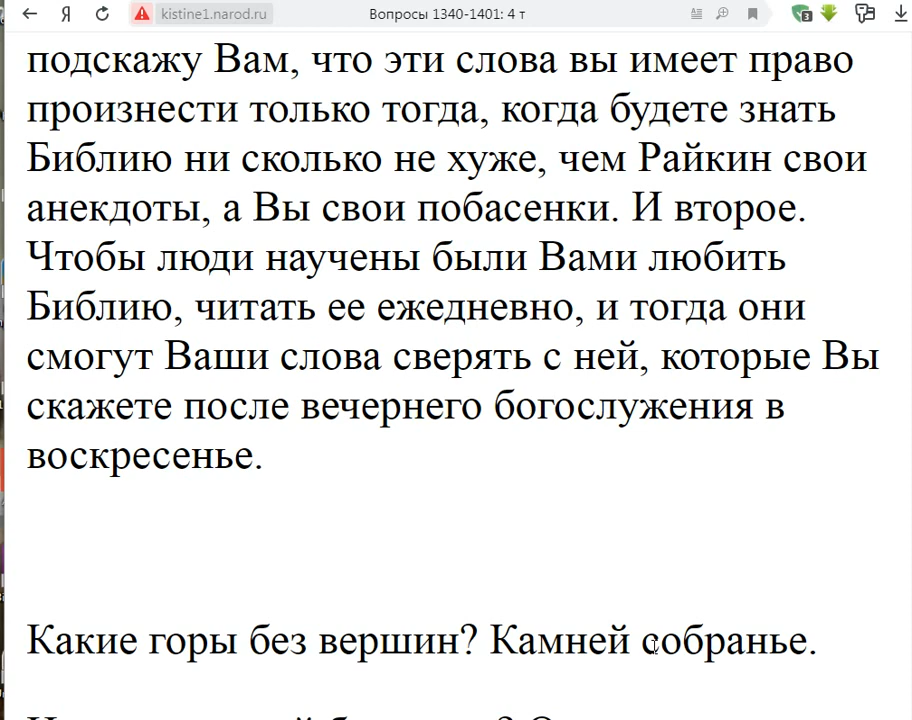 kistine1.narod.ru
Вопросы 1340-1401: 4 т
3
подскажу Вам, что эти слова вы имеет право
произнести только тогда, когда будете знать
Библию ни сколько не хуже, чем Райкин свои
анекдоты, а Вы свои побасенки. И второе.
Чтобы люди научены были Вами любить
Библию, читать ее ежедневно, и тогда они
смогут Ваши слова сверять с ней, которые Вы
скажете после вечернего богослужения в
воскресенье.
Какие горы без вершин? Камней собранье.